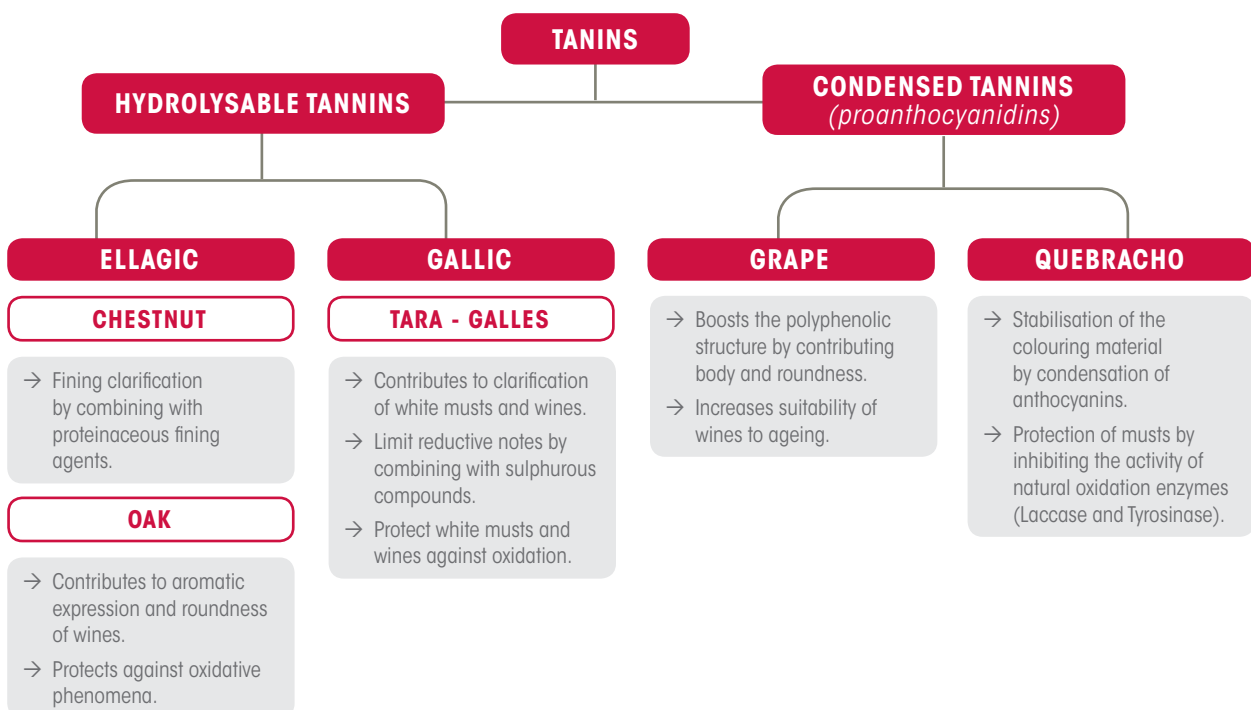 TANINS
HYDROLYSABLE TANNINS
CONDENSED TANNINS
(proanthocyanidins)
ELLAGIC
CHESTNUT
→ Fining clarification
by combining with
proteinaceous fining
agents.
OAK
→ Contributes to aromatic
expression and roundness
of wines.
→ Protects against oxidative
phenomena.
GALLIC
TARA - GALLES
→ Contributes to clarification
of white musts and wines.
→ Limit reductive notes by
combining with sulphurous
compounds.
→ Protect white musts and
wines against oxidation.
GRAPE
→ Boosts the polyphenolic
structure by contributing
body and roundness.
→ Increases suitability of
wines to ageing.
QUEBRACHO
→ Stabilisation of the
colouring material
by condensation of
anthocyanins.
→ Protection of musts by
inhibiting the activity of
natural oxidation enzymes
(Laccase and Tyrosinase).